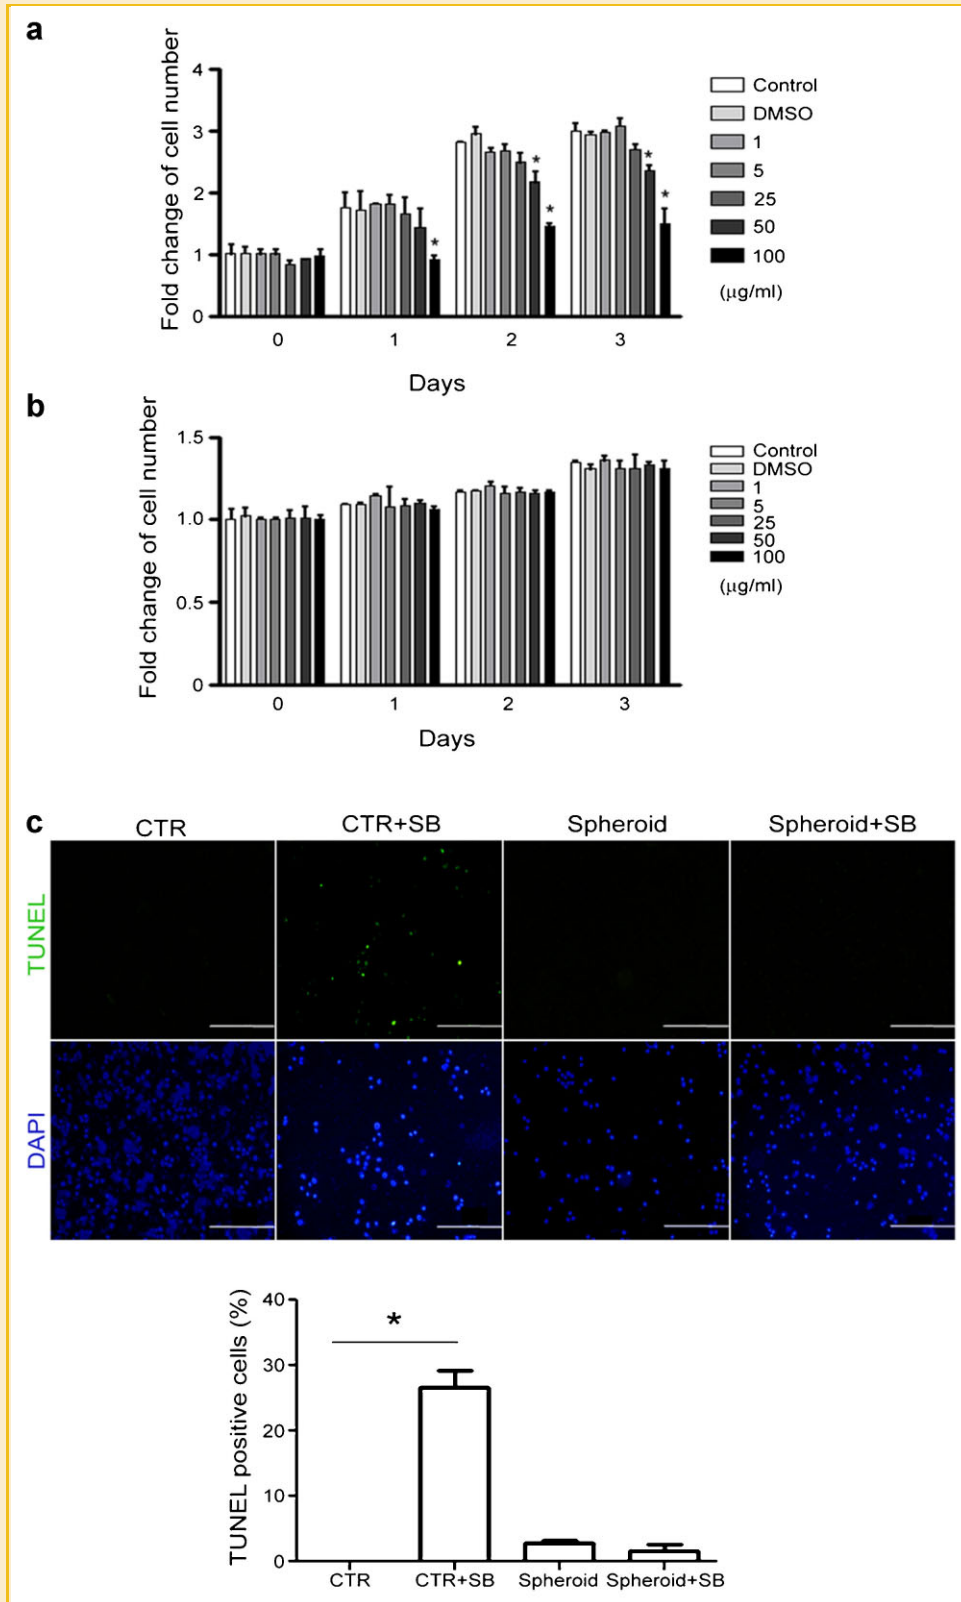 a
Fold change of cell number
4
3
2
1
0
* * * * *
0 1 2 3
Days
Control
DMSO
1
5
25
50
100
(µg/ml)
b
Fold change of cell number
1.5
1.0
0.5
0
0 1 2 3
Days
Control
DMSO
1
5
25
50
100
(µg/ml)
c
CTR CTR+SB Spheroid Spheroid+SB
TUNEL
DAPI
TUNEL positive cells (%)
40
30
20
10
0
*
CTR CTR+SB Spheroid Spheroid+SB